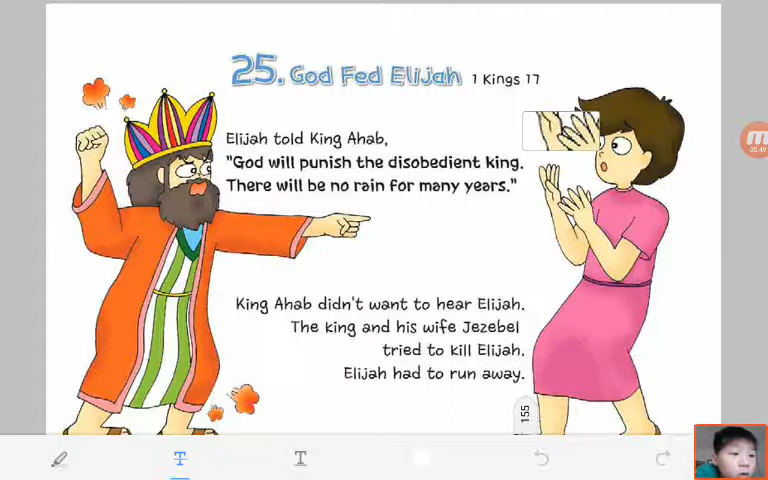 25. God Fed Elijah 1 Kings 17
Elijah told King Ahab,
"God will punish the disobedient king.
There will be no rain for many years."
King Ahab didn't want to hear Elijah.
The king and his wife Jezebel
tried to kill Elijah.
Elijah had to run away.
155
05:49
T
T